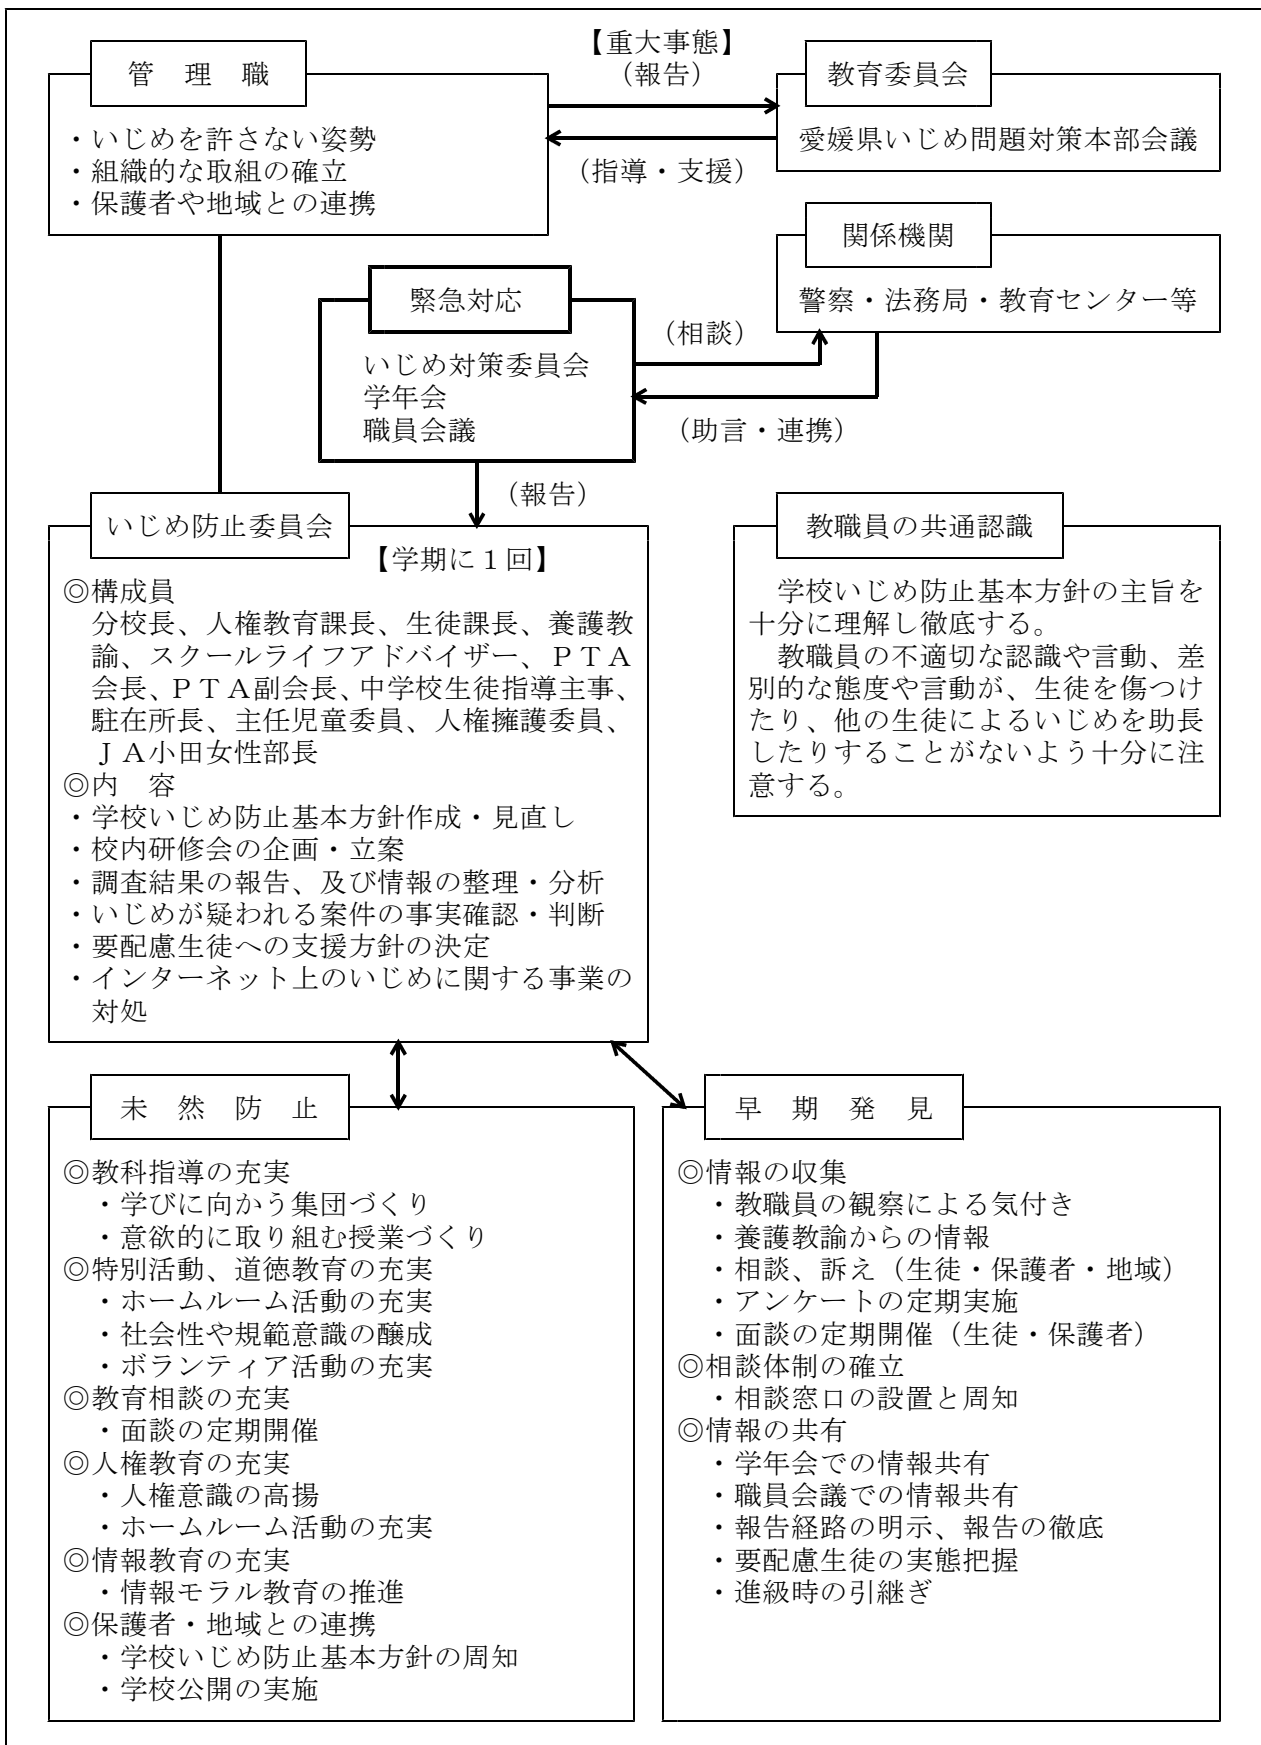 【重大事態】
（報告）
管　理　職
・いじめを許さない姿勢
・組織的な取組の確立
・保護者や地域との連携
教育委員会
愛媛県いじめ問題対策本部会議
（指導・支援）
関係機関
警察・法務局・教育センター等
緊急対応
いじめ対策委員会
学年会
職員会議
（相談）
（助言・連携）
（報告）
いじめ防止委員会
【学期に１回】
◎構成員
分校長、人権教育課長、生徒課長、養護教
諭、スクールライフアドバイザー、ＰＴＡ
会長、ＰＴＡ副会長、中学校生徒指導主事、
駐在所長、主任児童委員、人権擁護委員、
ＪＡ小田女性部長
◎内　容
・学校いじめ防止基本方針作成・見直し
・校内研修会の企画・立案
・調査結果の報告、及び情報の整理・分析
・いじめが疑われる案件の事実確認・判断
・要配慮生徒への支援方針の決定
・インターネット上のいじめに関する事業の
対処
教職員の共通認識
　学校いじめ防止基本方針の主旨を
十分に理解し徹底する。
　教職員の不適切な認識や言動、差
別的な態度や言動が、生徒を傷つけ
たり、他の生徒によるいじめを助長
したりすることがないよう十分に注
意する。
未　然　防　止
◎教科指導の充実
・学びに向かう集団づくり
・意欲的に取り組む授業づくり
◎特別活動、道徳教育の充実
・ホームルーム活動の充実
・社会性や規範意識の醸成
・ボランティア活動の充実
◎教育相談の充実
・面談の定期開催
◎人権教育の充実
・人権意識の高揚
・ホームルーム活動の充実
◎情報教育の充実
・情報モラル教育の推進
◎保護者・地域との連携
・学校いじめ防止基本方針の周知
・学校公開の実施
早　期　発　見
◎情報の収集
・教職員の観察による気付き
・養護教諭からの情報
・相談、訴え（生徒・保護者・地域）
・アンケートの定期実施
・面談の定期開催（生徒・保護者）
◎相談体制の確立
・相談窓口の設置と周知
◎情報の共有
・学年会での情報共有
・職員会議での情報共有
・報告経路の明示、報告の徹底
・要配慮生徒の実態把握
・進級時の引継ぎ